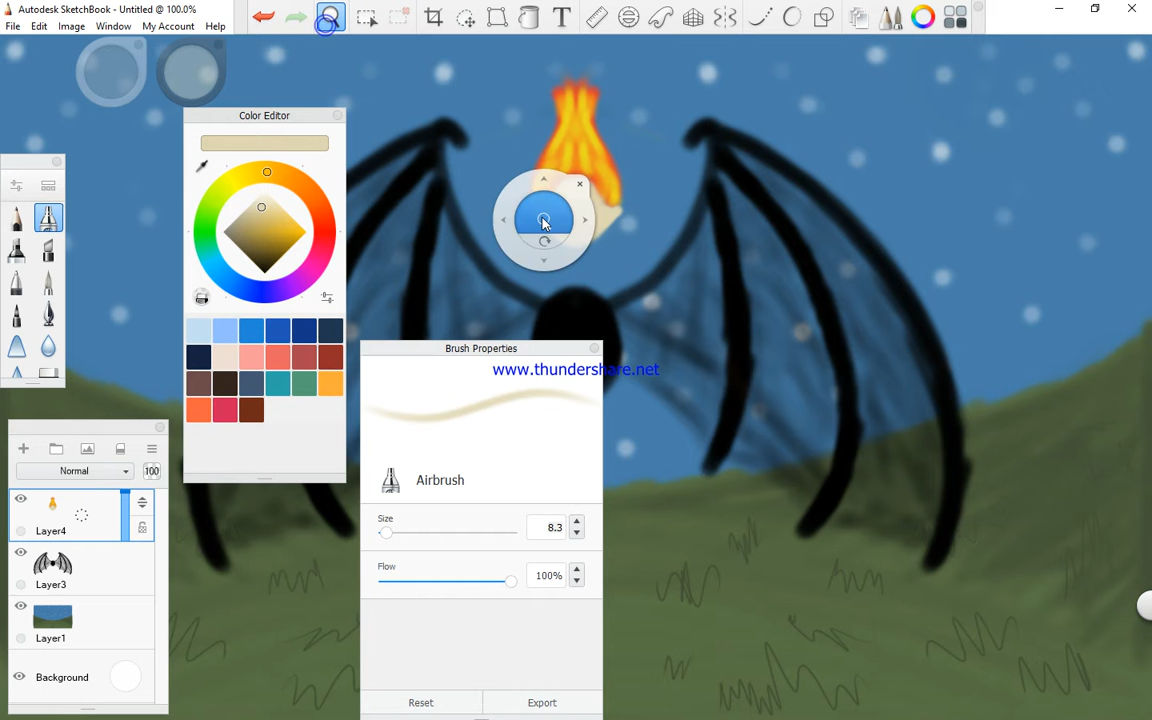 Autodesk SketchBook - Untitled @ 100.0%
File Edit Image Window My Account Help
Color Editor
Brush Properties
www.thundershare.net
Airbrush
Size
8.3
Flow
100%
Reset Export
Normal 100
Layer4
Layer3
Layer1
Background